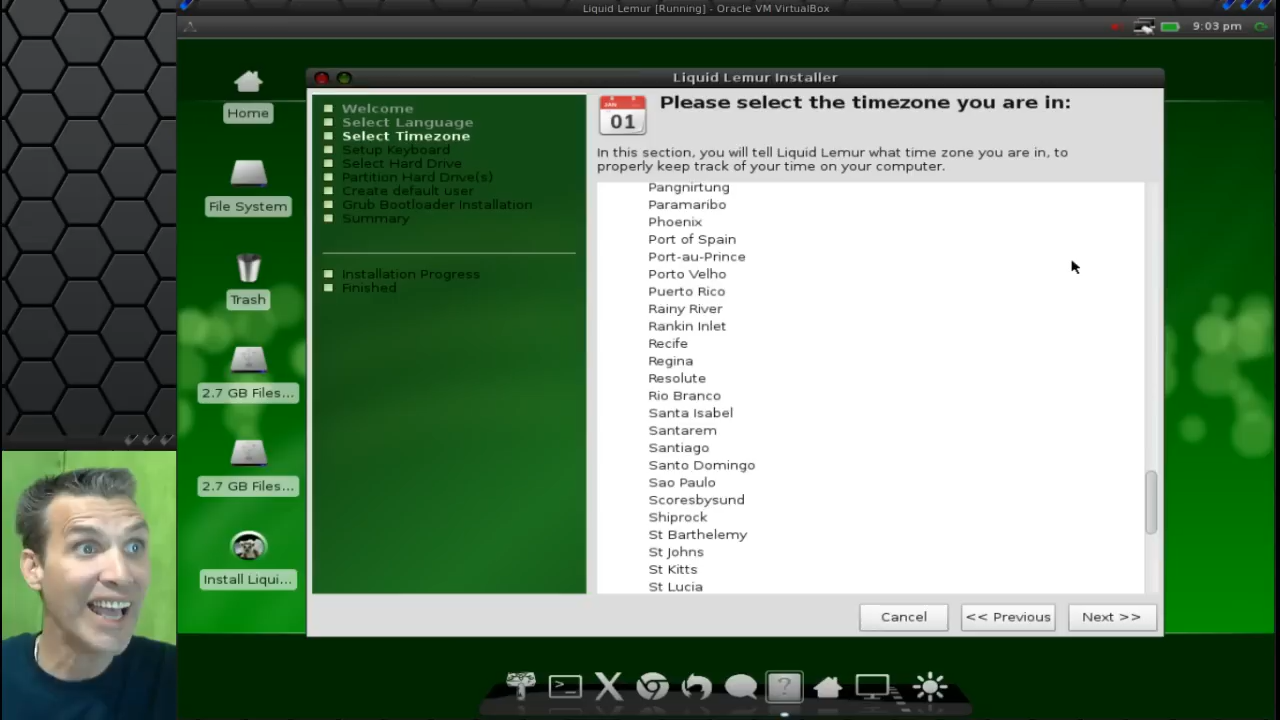 Liquid Lemur [Running] - Oracle VM VirtualBox
9:03 pm
Home
File System
Trash
2.7 GB Files...
2.7 GB Files...
Install Liqui...
Liquid Lemur Installer
Welcome
Select Language
Select Timezone
Setup Keyboard
Select Hard Drive
Partition Hard Drive(s)
Create default user
Grub Bootloader Installation
Summary
Installation Progress
Finished
JAN
01
Please select the timezone you are in:
In this section, you will tell Liquid Lemur what time zone you are in, to
properly keep track of your time on your computer.
Pangnirtung
Paramaribo
Phoenix
Port of Spain
Port-au-Prince
Porto Velho
Puerto Rico
Rainy River
Rankin Inlet
Recife
Regina
Resolute
Rio Branco
Santa Isabel
Santarem
Santiago
Santo Domingo
Sao Paulo
Scoresbysund
Shiprock
St Barthelemy
St Johns
St Kitts
St Lucia
Cancel
<< Previous
Next >>